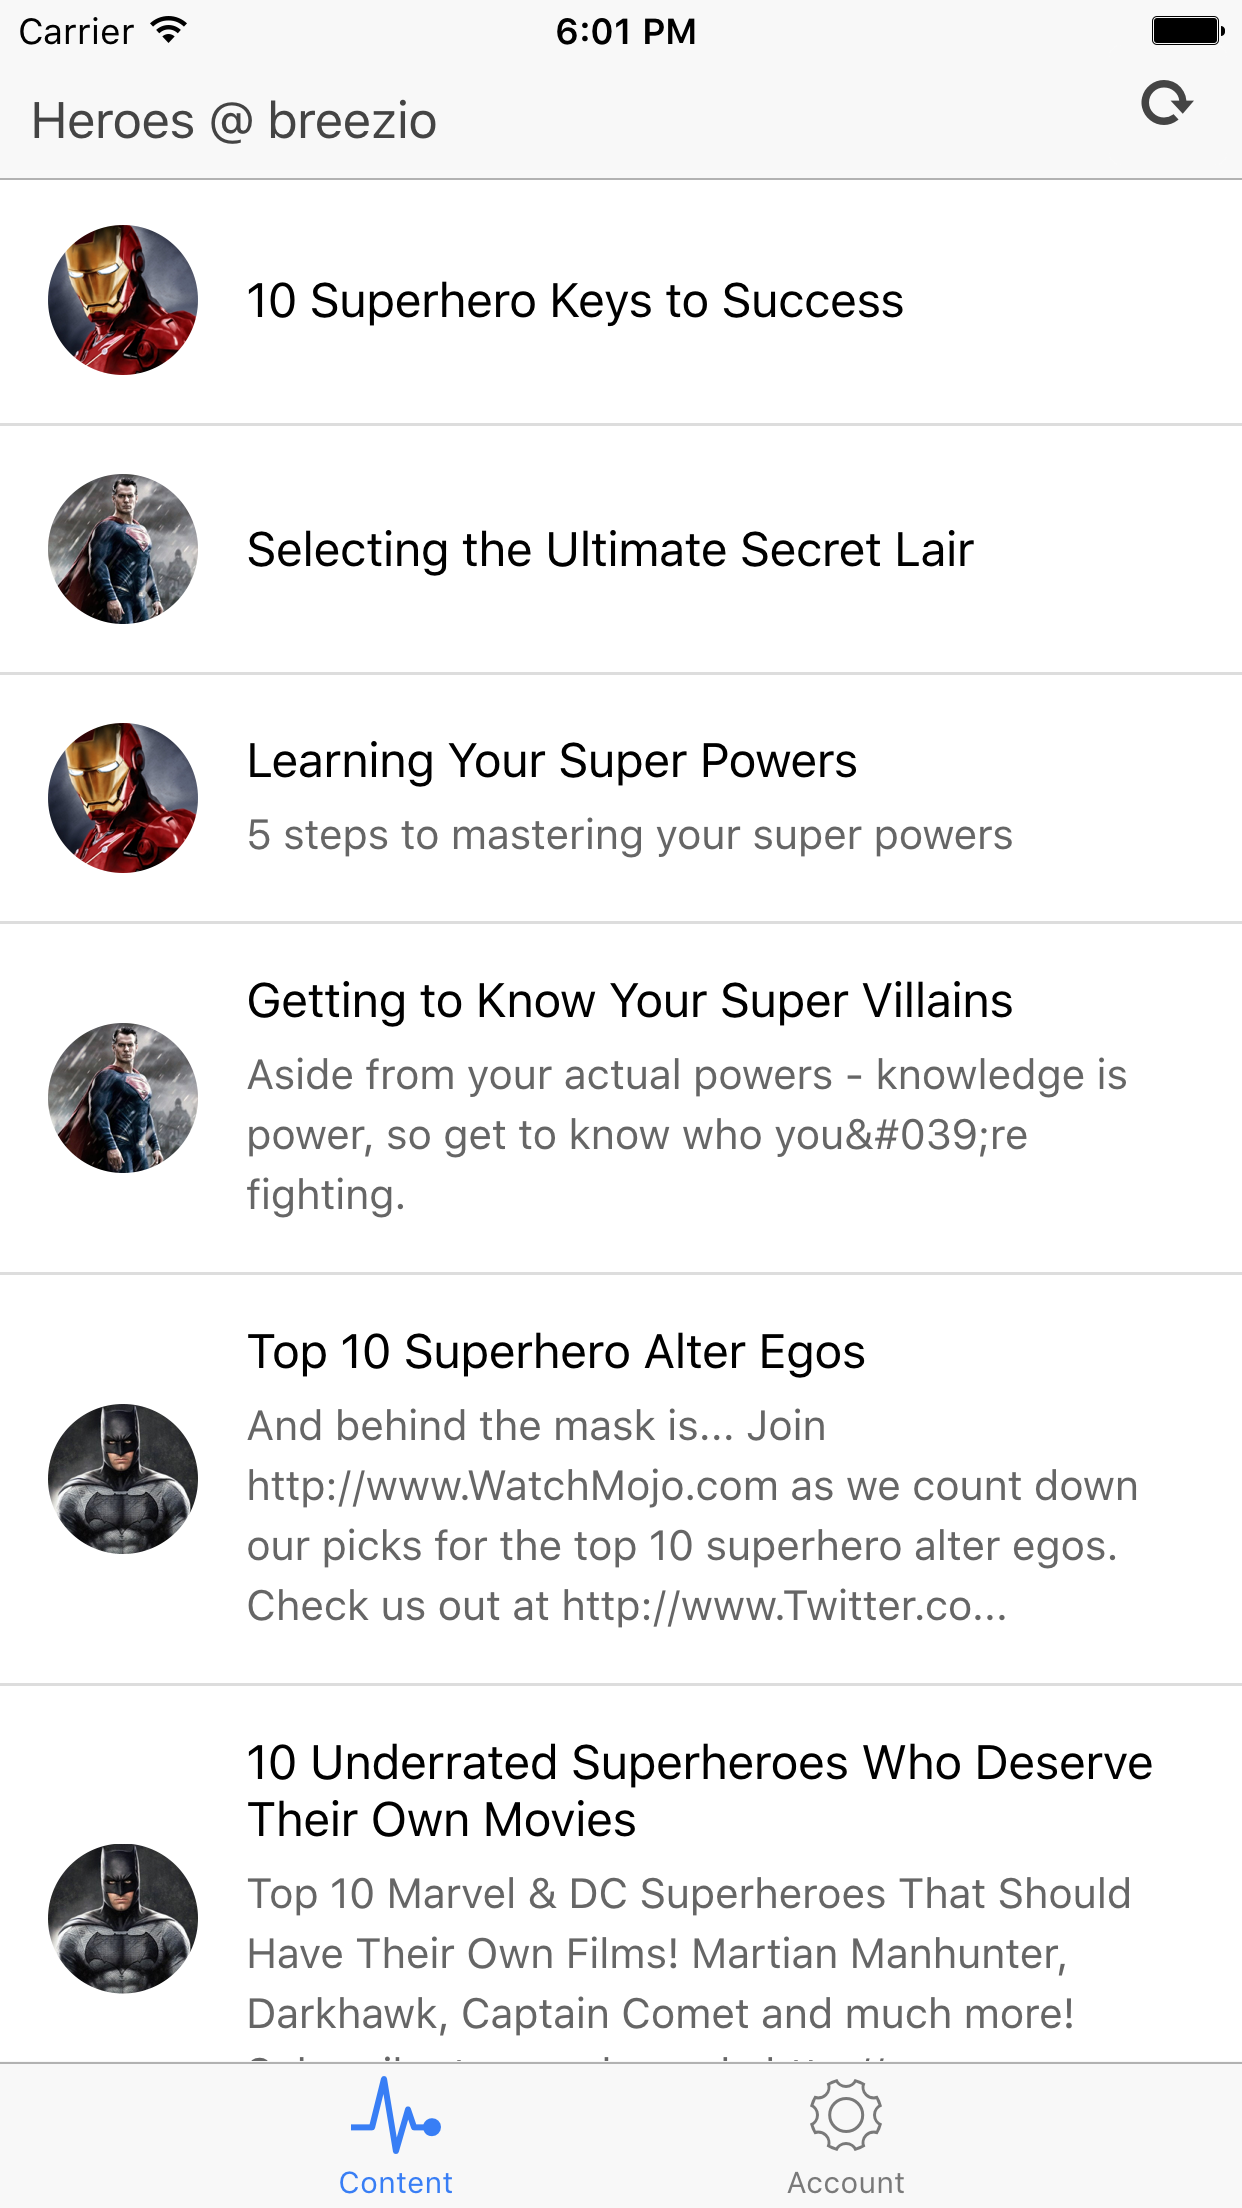 Carrier 6:01 PM
Heroes @ breezio
10 Superhero Keys to Success
Selecting the Ultimate Secret Lair
Learning Your Super Powers
5 steps to mastering your super powers
Getting to Know Your Super Villains
Aside from your actual powers - knowledge is
power, so get to know who you&#039;re
fighting.
Top 10 Superhero Alter Egos
And behind the mask is... Join
http://www.WatchMojo.com as we count down
our picks for the top 10 superhero alter egos.
Check us out at http://www.Twitter.co...
10 Underrated Superheroes Who Deserve
Their Own Movies
Top 10 Marvel & DC Superheroes That Should
Have Their Own Films! Martian Manhunter,
Darkhawk, Captain Comet and much more!
Content
Account